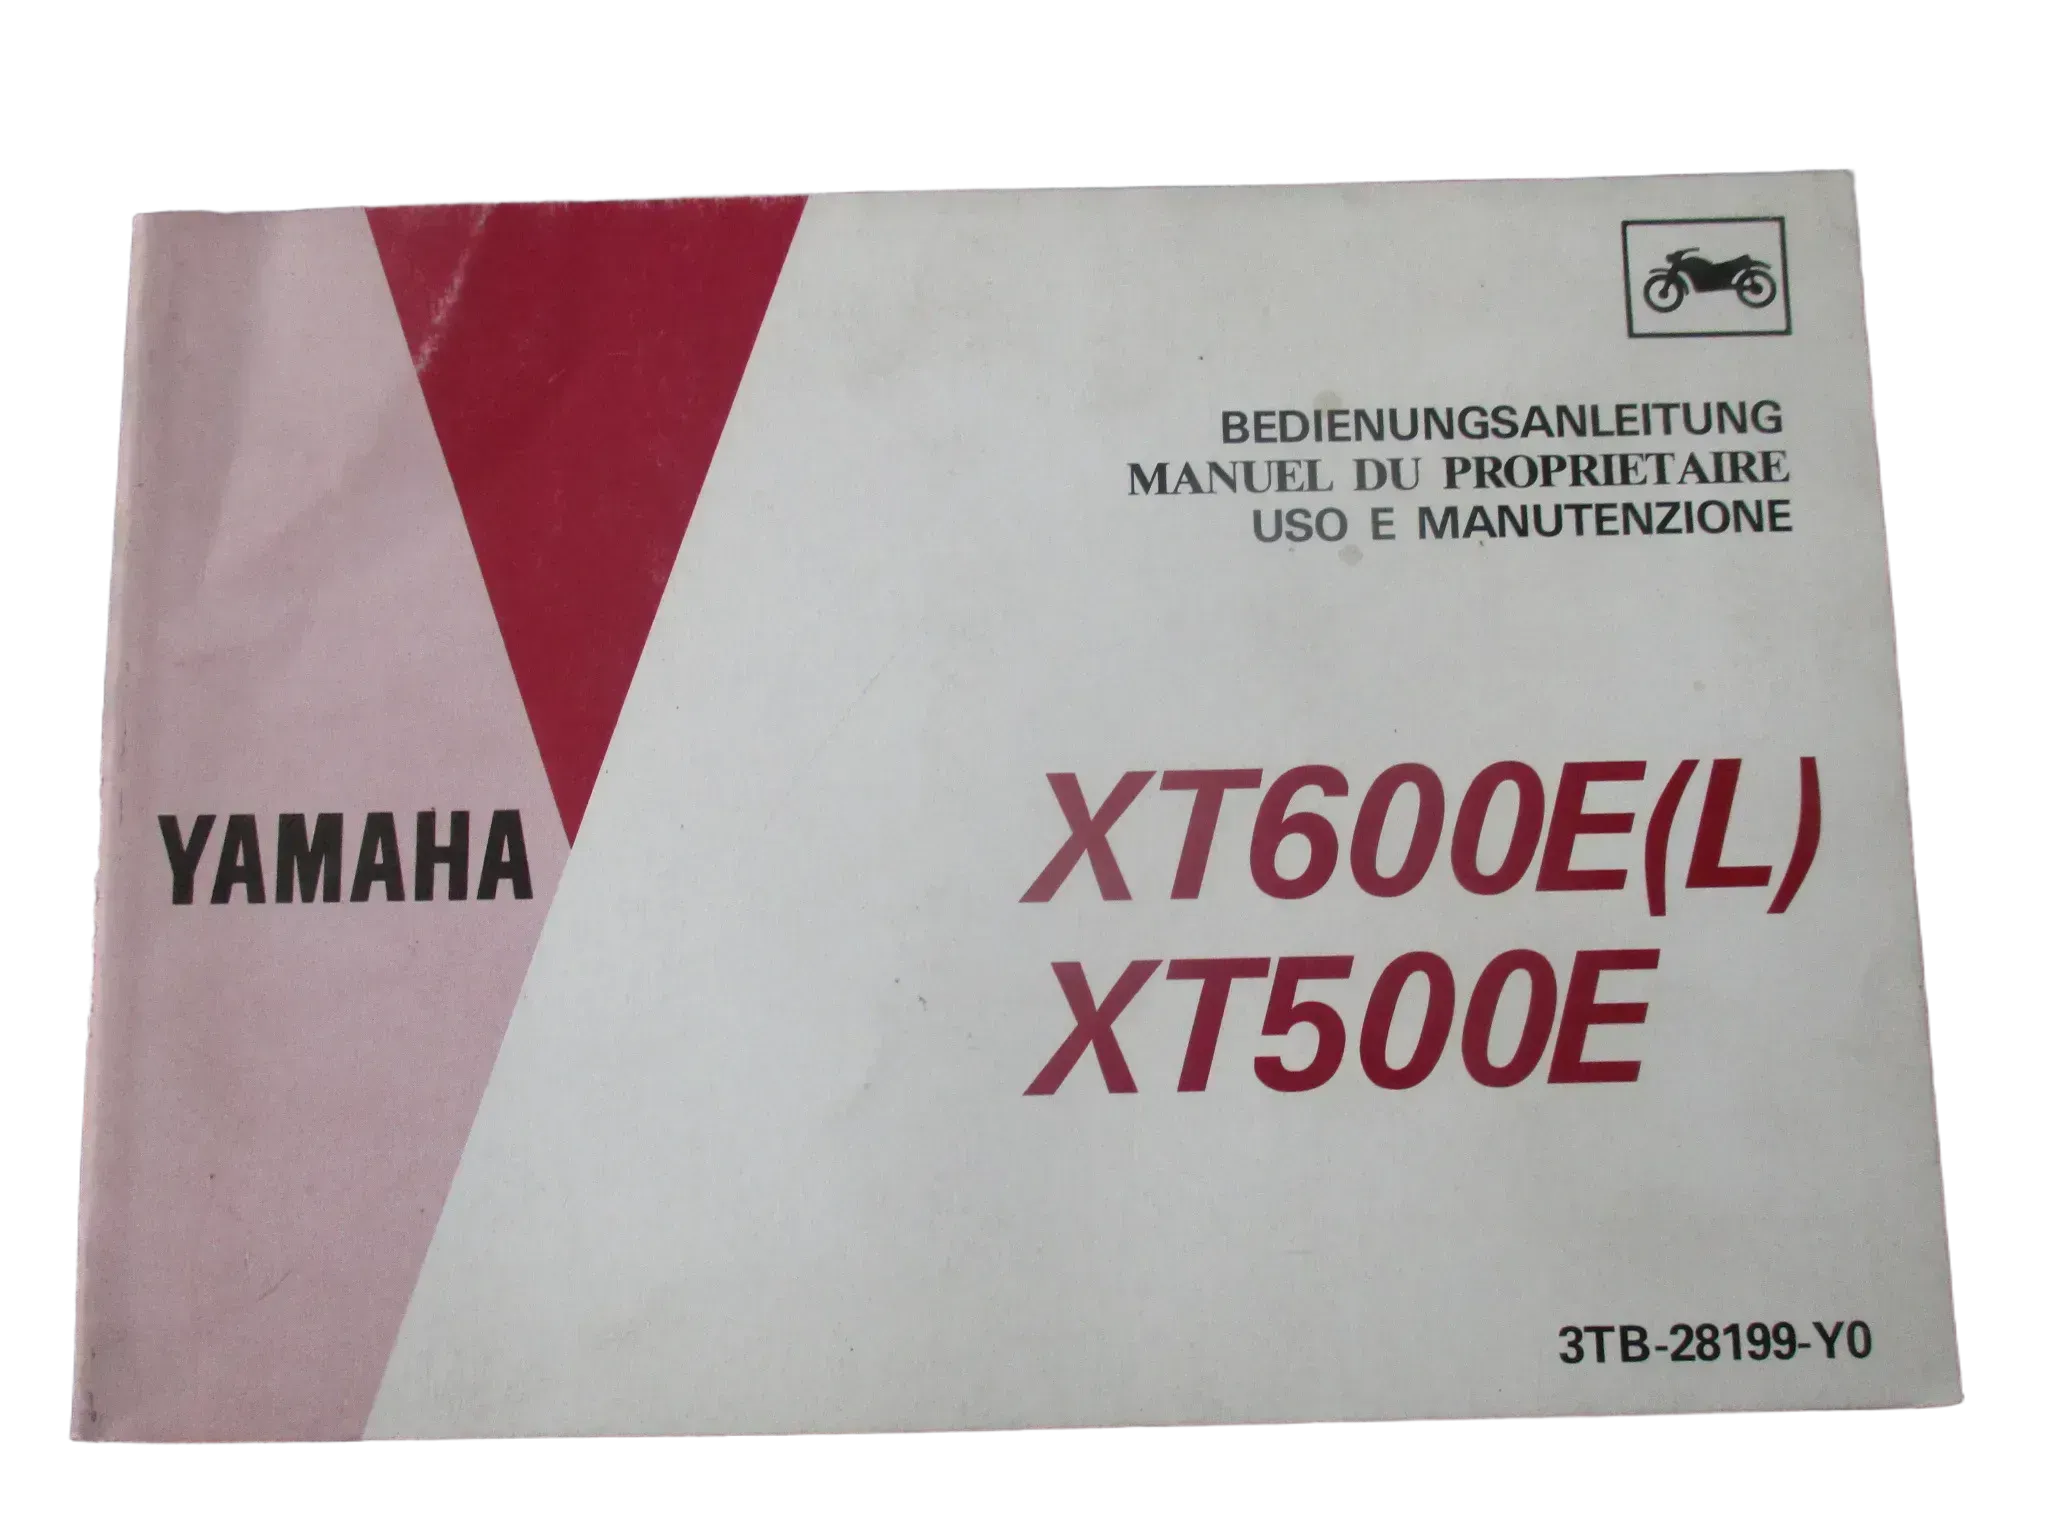 BEDIENUNGSANLEITUNG
MANUEL DU PROPRIETAIRE
USO E MANUTENZIONE
YAMAHA
XT600E(L)
XT500E
3TB-28199-Y0